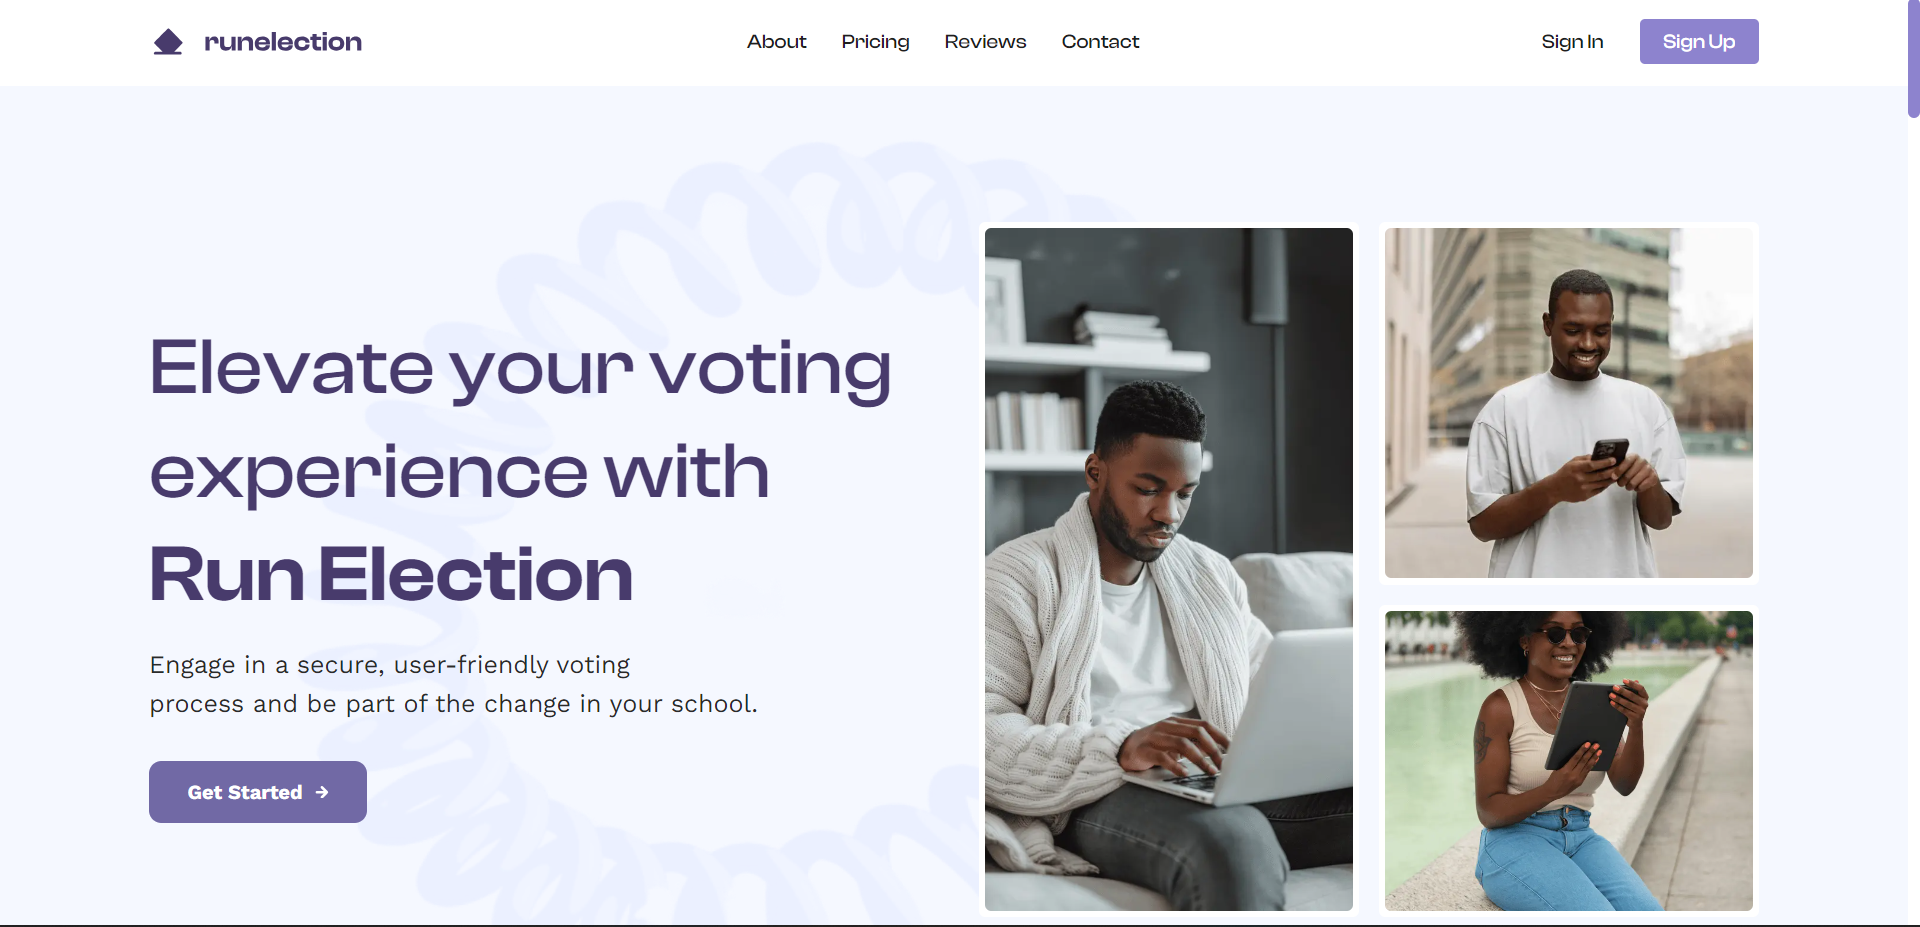 runelection
About Pricing Reviews Contact
Sign In Sign Up
Elevate your voting
experience with
Run Election
Engage in a secure, user-friendly voting
process and be part of the change in your school.
Get Started →